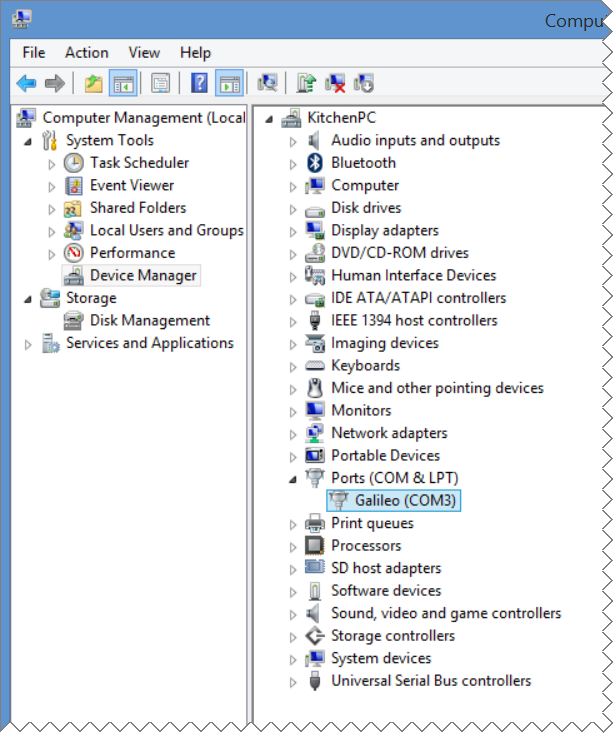 Compu
File Action View Help
Computer Management (Local
System Tools
Task Scheduler
Event Viewer
Shared Folders
Local Users and Groups
Performance
Device Manager
Storage
Disk Management
Services and Applications
KitchenPC
Audio inputs and outputs
Bluetooth
Computer
Disk drives
Display adapters
DVD/CD-ROM drives
Human Interface Devices
IDE ATA/ATAPI controllers
IEEE 1394 host controllers
Imaging devices
Keyboards
Mice and other pointing devices
Monitors
Network adapters
Portable Devices
Ports (COM & LPT)
Galileo (COM3)
Print queues
Processors
SD host adapters
Software devices
Sound, video and game controllers
Storage controllers
System devices
Universal Serial Bus controllers